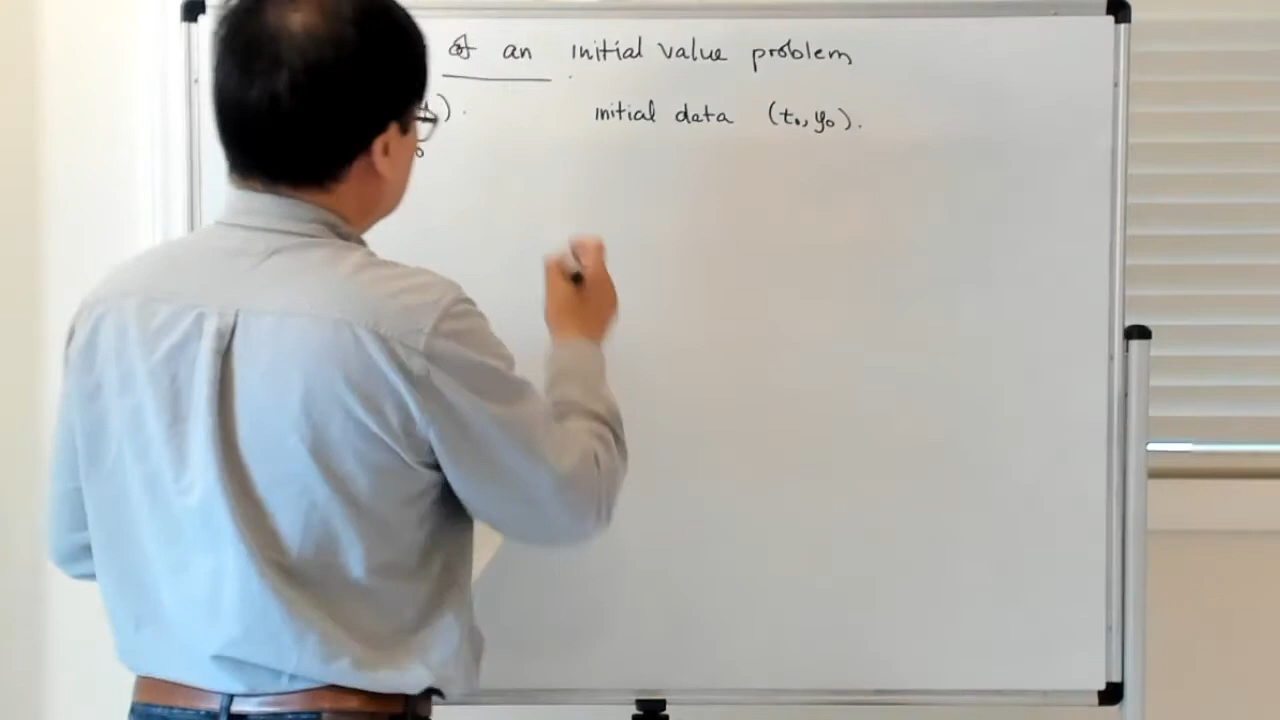 of an initial value problem
). initial data (t₀, y₀).